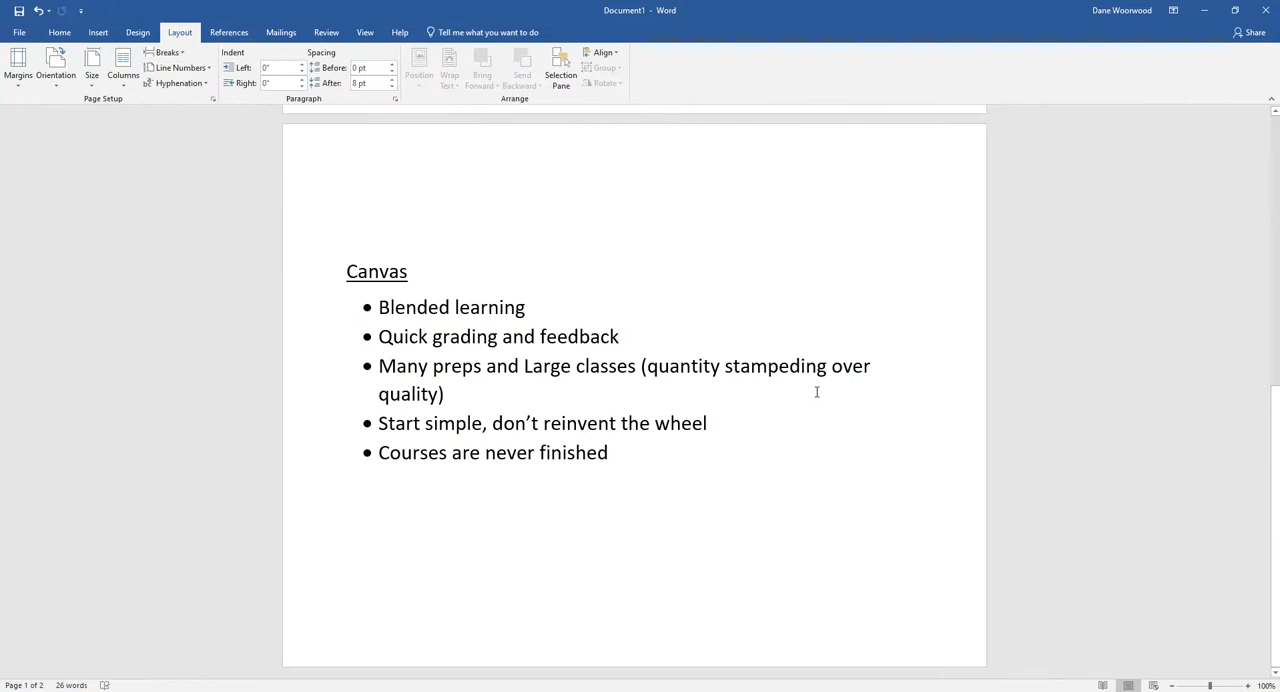 Document1 - Word
Dane Woorwood
File Home Insert Design Layout References Mailings Review View Help Tell me what you want to do Share
Margins Orientation Size Columns Breaks Line Numbers Hyphenation
Page Setup
Indent Spacing
Left: 0" Before: 0 pt
Right: 0" After: 8 pt
Paragraph
Position Wrap Text Bring Forward Send Backward Selection Pane Align Group Rotate
Arrange
Canvas
• Blended learning
• Quick grading and feedback
• Many preps and Large classes (quantity stampeding over
quality)
• Start simple, don’t reinvent the wheel
• Courses are never finished
Page 1 of 2 26 words 100%